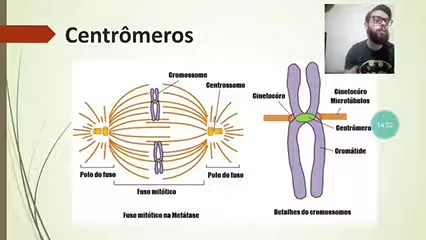 Centrômeros
Cromossomo
Centrossomo
Polo do fuso
Polo do fuso
Fuso mitótico
Fuso mitótico na Metáfase
Cinetocóro
Cinetocóro
Microtúbulos
Centrômero
14:02
Cromátide
Detalhes do cromossomos